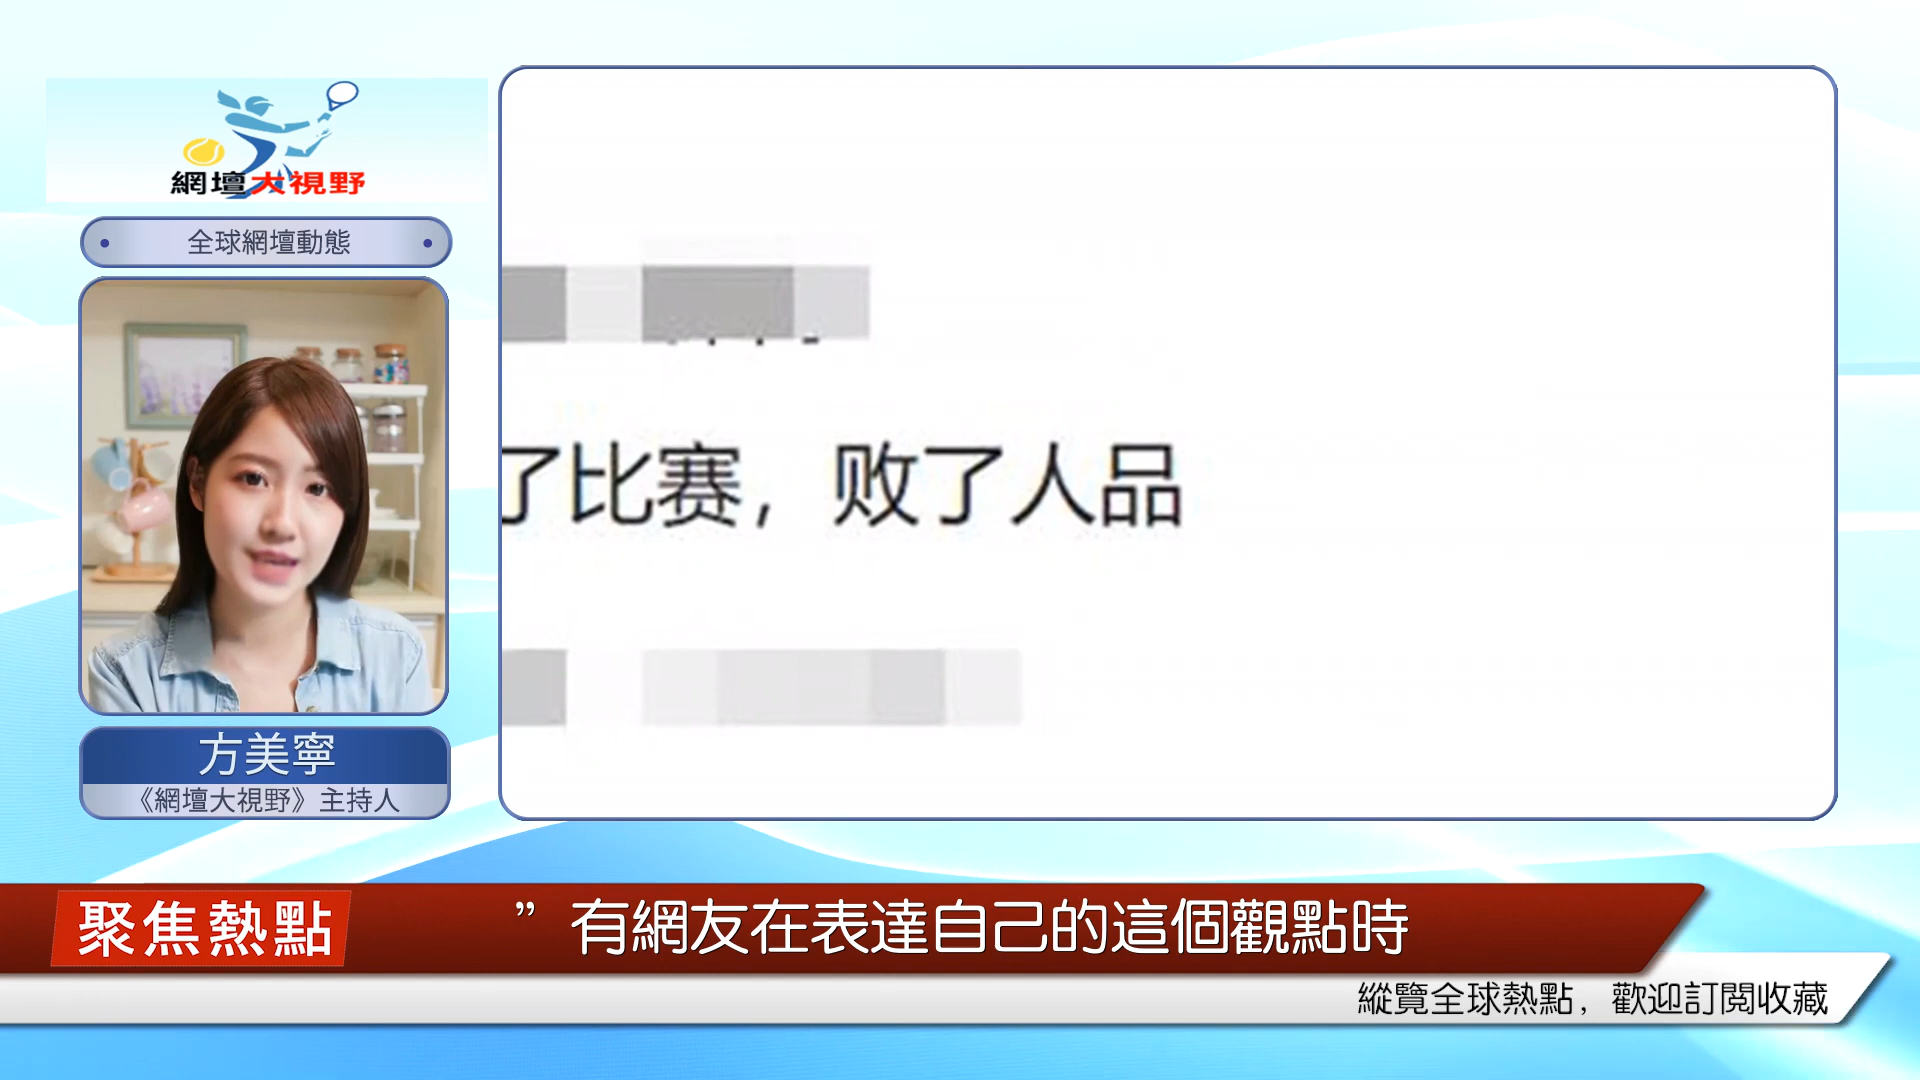 網壇大視野
全球網壇動態
方美寧
《網壇大視野》主持人
了比赛，败了人品
聚焦熱點
”有網友在表達自己的這個觀點時
縱覽全球熱點，歡迎訂閲收藏